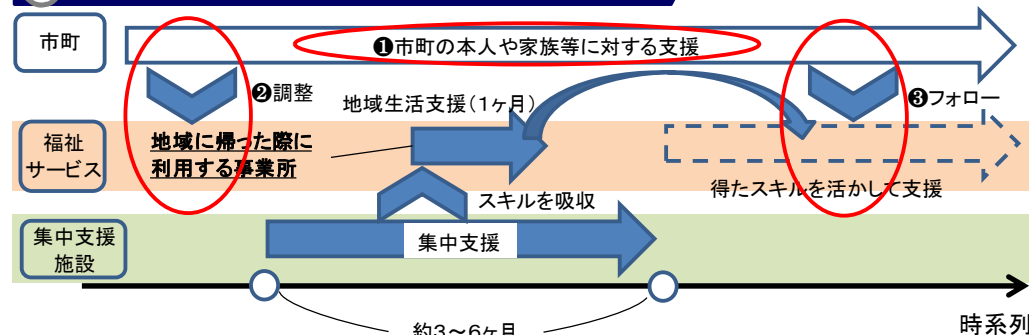 市町
❶市町の本人や家族等に対する支援
❷調整
地域生活支援(1ヶ月)
❸フォロー
福祉
サービス
地域に帰った際に
利用する事業所
得たスキルを活かして支援
スキルを吸収
集中支援
施設
集中支援
約3~6ヶ月
時系列